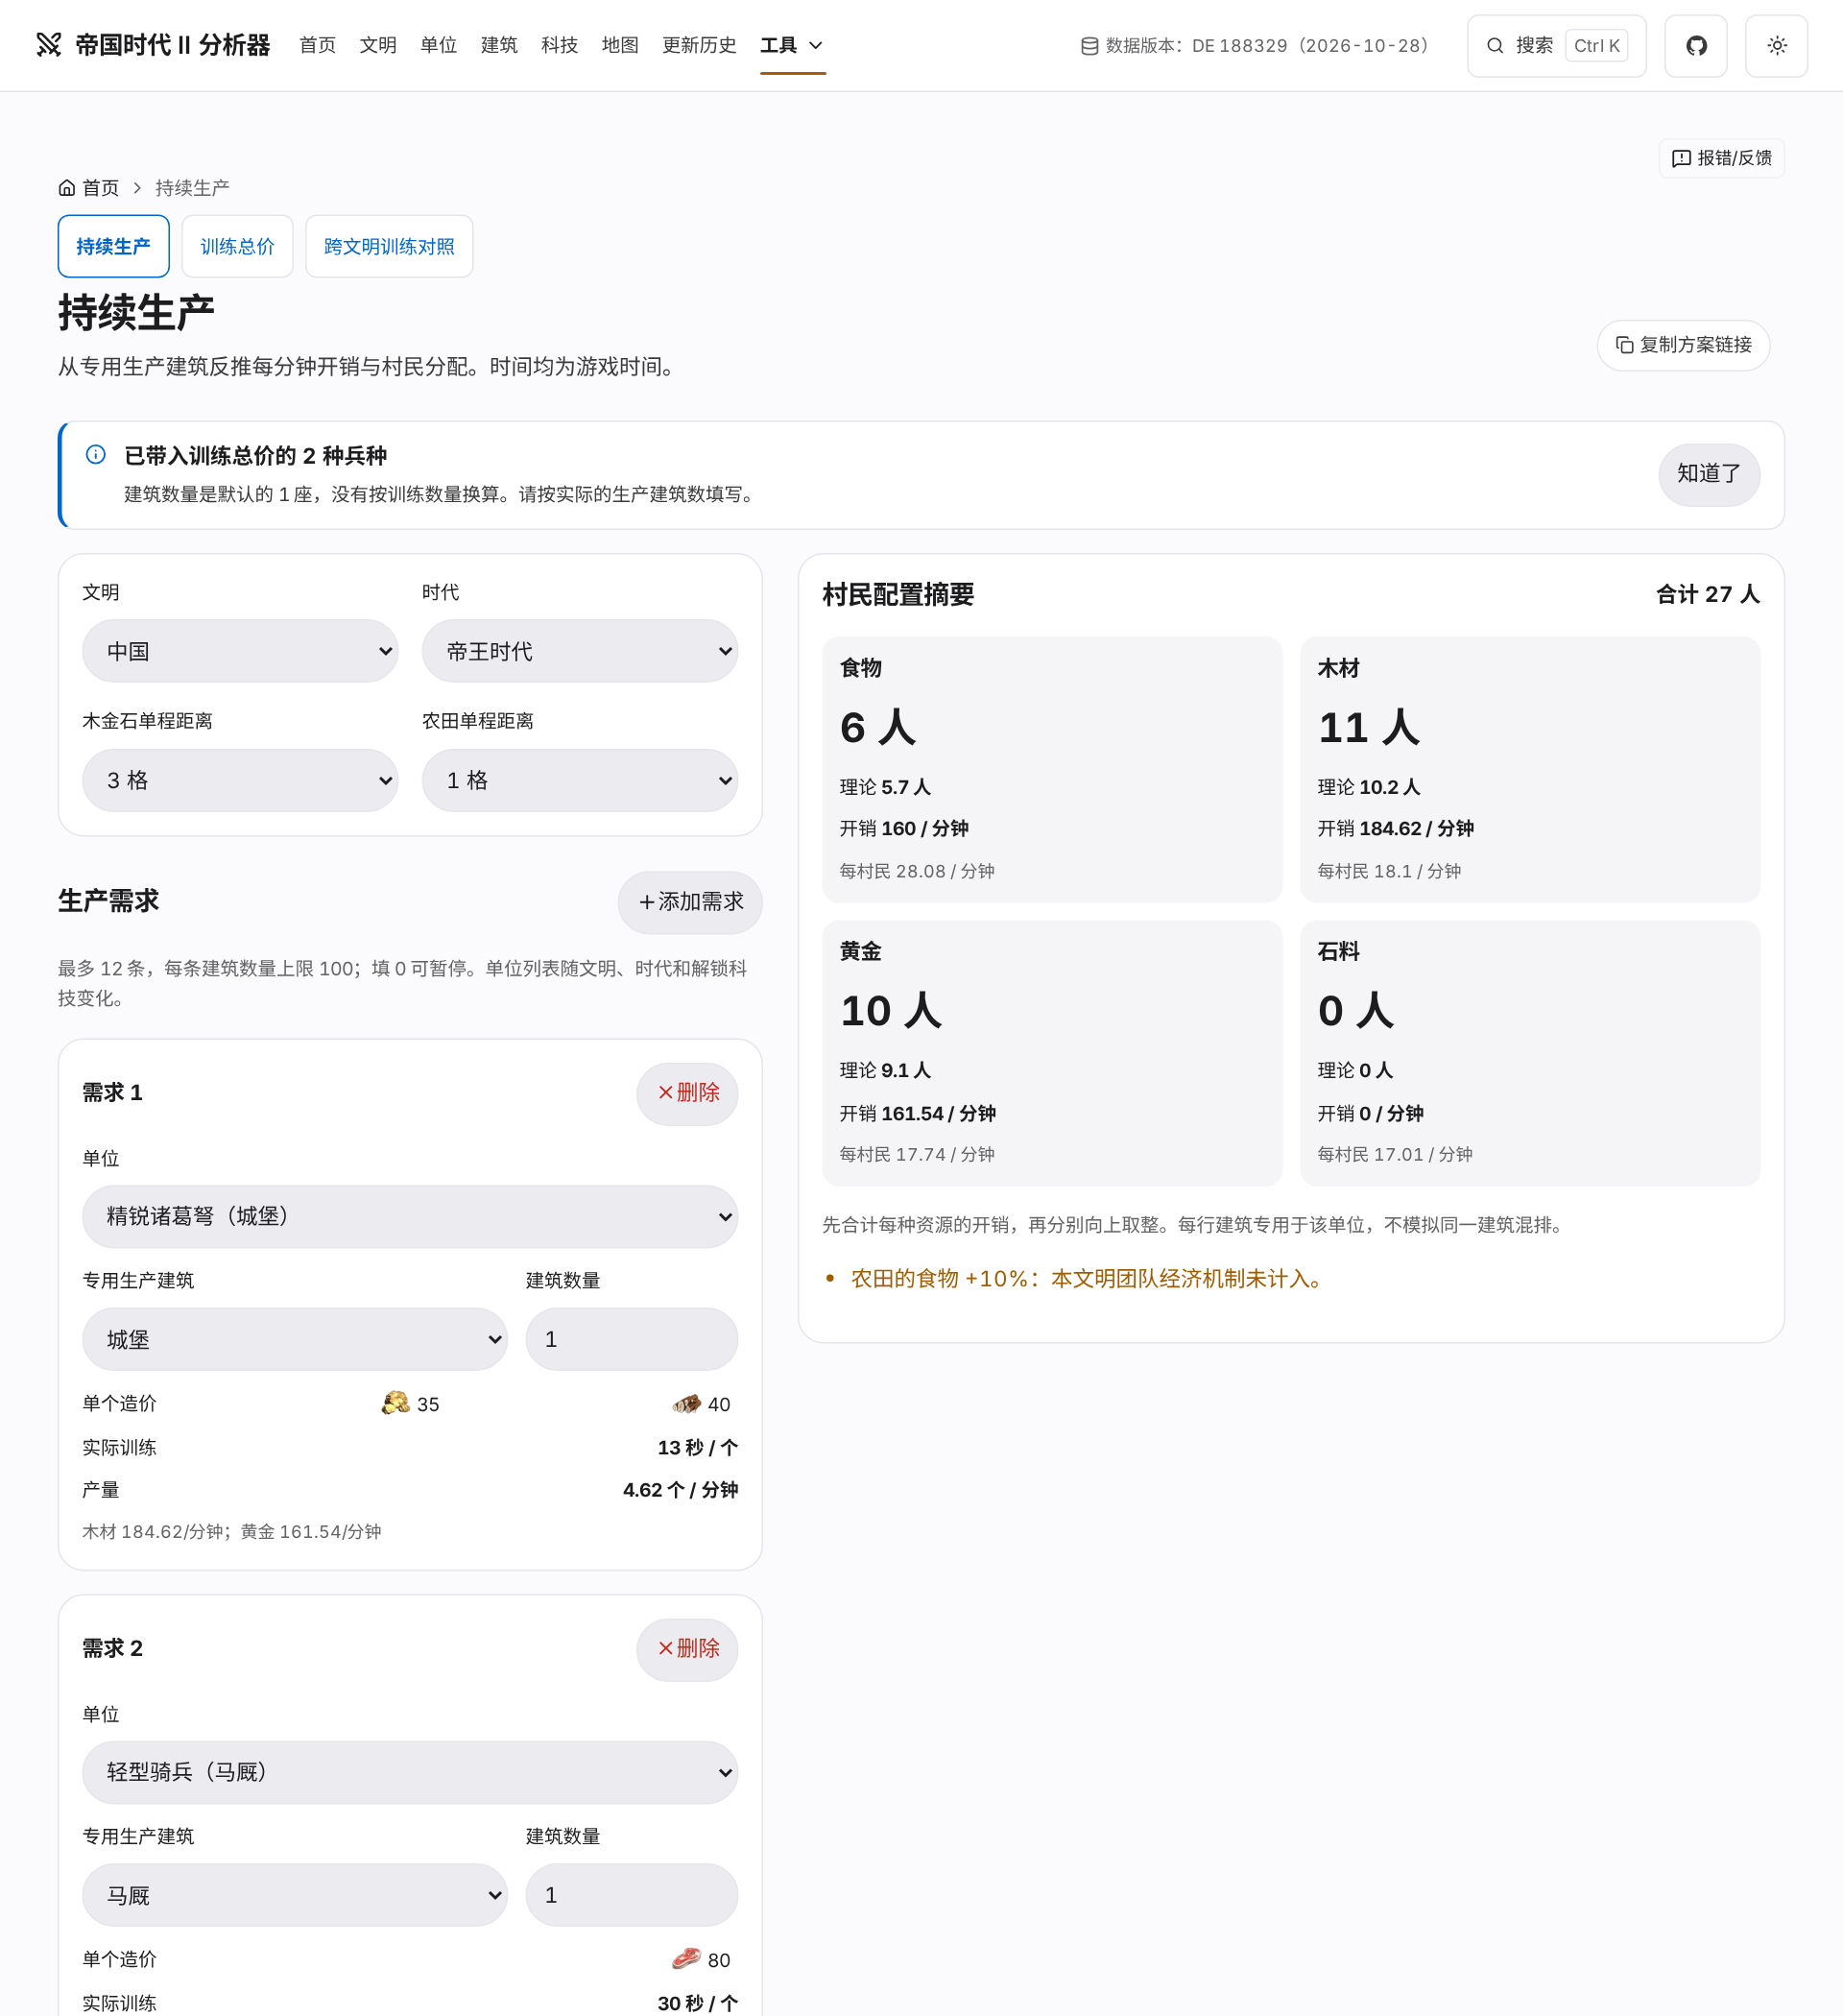 帝国时代 II 分析器
首页
文明
单位
建筑
科技
地图
更新历史
工具
数据版本：DE 188329（2026-10-28）
搜索
Ctrl K
报错/反馈
首页
持续生产
持续生产
训练总价
跨文明训练对照
持续生产
从专用生产建筑反推每分钟开销与村民分配。时间均为游戏时间。
复制方案链接
已带入训练总价的 2 种兵种
建筑数量是默认的 1 座，没有按训练数量换算。请按实际的生产建筑数填写。
知道了
文明
时代
中国
帝王时代
木金石单程距离
农田单程距离
3 格
1 格
生产需求
添加需求
最多 12 条，每条建筑数量上限 100；填 0 可暂停。单位列表随文明、时代和解锁科
技变化。
需求 1
删除
单位
精锐诸葛弩（城堡）
专用生产建筑
建筑数量
城堡
1
单个造价
35
40
实际训练
13 秒 / 个
产量
4.62 个 / 分钟
木材 184.62/分钟；黄金 161.54/分钟
需求 2
删除
单位
轻型骑兵（马厩）
专用生产建筑
建筑数量
马厩
1
单个造价
80
实际训练
30 秒 / 个
村民配置摘要
合计 27 人
食物
6 人
理论 5.7 人
开销 160 / 分钟
每村民 28.08 / 分钟
木材
11 人
理论 10.2 人
开销 184.62 / 分钟
每村民 18.1 / 分钟
黄金
10 人
理论 9.1 人
开销 161.54 / 分钟
每村民 17.74 / 分钟
石料
0 人
理论 0 人
开销 0 / 分钟
每村民 17.01 / 分钟
先合计每种资源的开销，再分别向上取整。每行建筑专用于该单位，不模拟同一建筑混排。
农田的食物 +10%：本文明团队经济机制未计入。